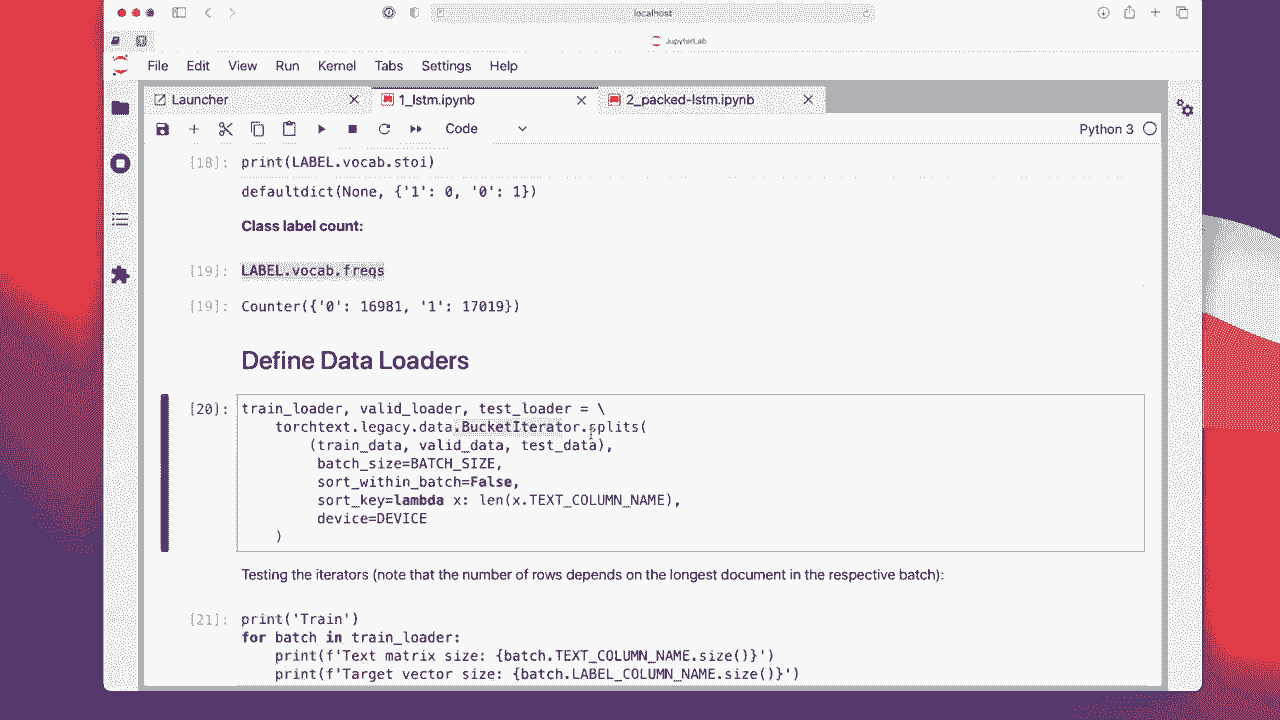 localhost
JupyterLab
File Edit View Run Kernel Tabs Settings Help
Launcher 1_lstm.ipynb 2_packed-lstm.ipynb
Code Python 3
[18]: print(LABEL.vocab.stoi)
defaultdict(None, {'1': 0, '0': 1})
Class label count:
[19]: LABEL.vocab.freqs
[19]: Counter({'0': 16981, '1': 17019})
Define Data Loaders
[20]: train_loader, valid_loader, test_loader = \
torchtext.legacy.data.BucketIterator.splits(
(train_data, valid_data, test_data),
batch_size=BATCH_SIZE,
sort_within_batch=False,
sort_key=lambda x: len(x.TEXT_COLUMN_NAME),
device=DEVICE
)
Testing the iterators (note that the number of rows depends on the longest document in the respective batch):
[21]: print('Train')
for batch in train_loader:
print(f'Text matrix size: {batch.TEXT_COLUMN_NAME.size()}')
print(f'Target vector size: {batch.LABEL_COLUMN_NAME.size()}')